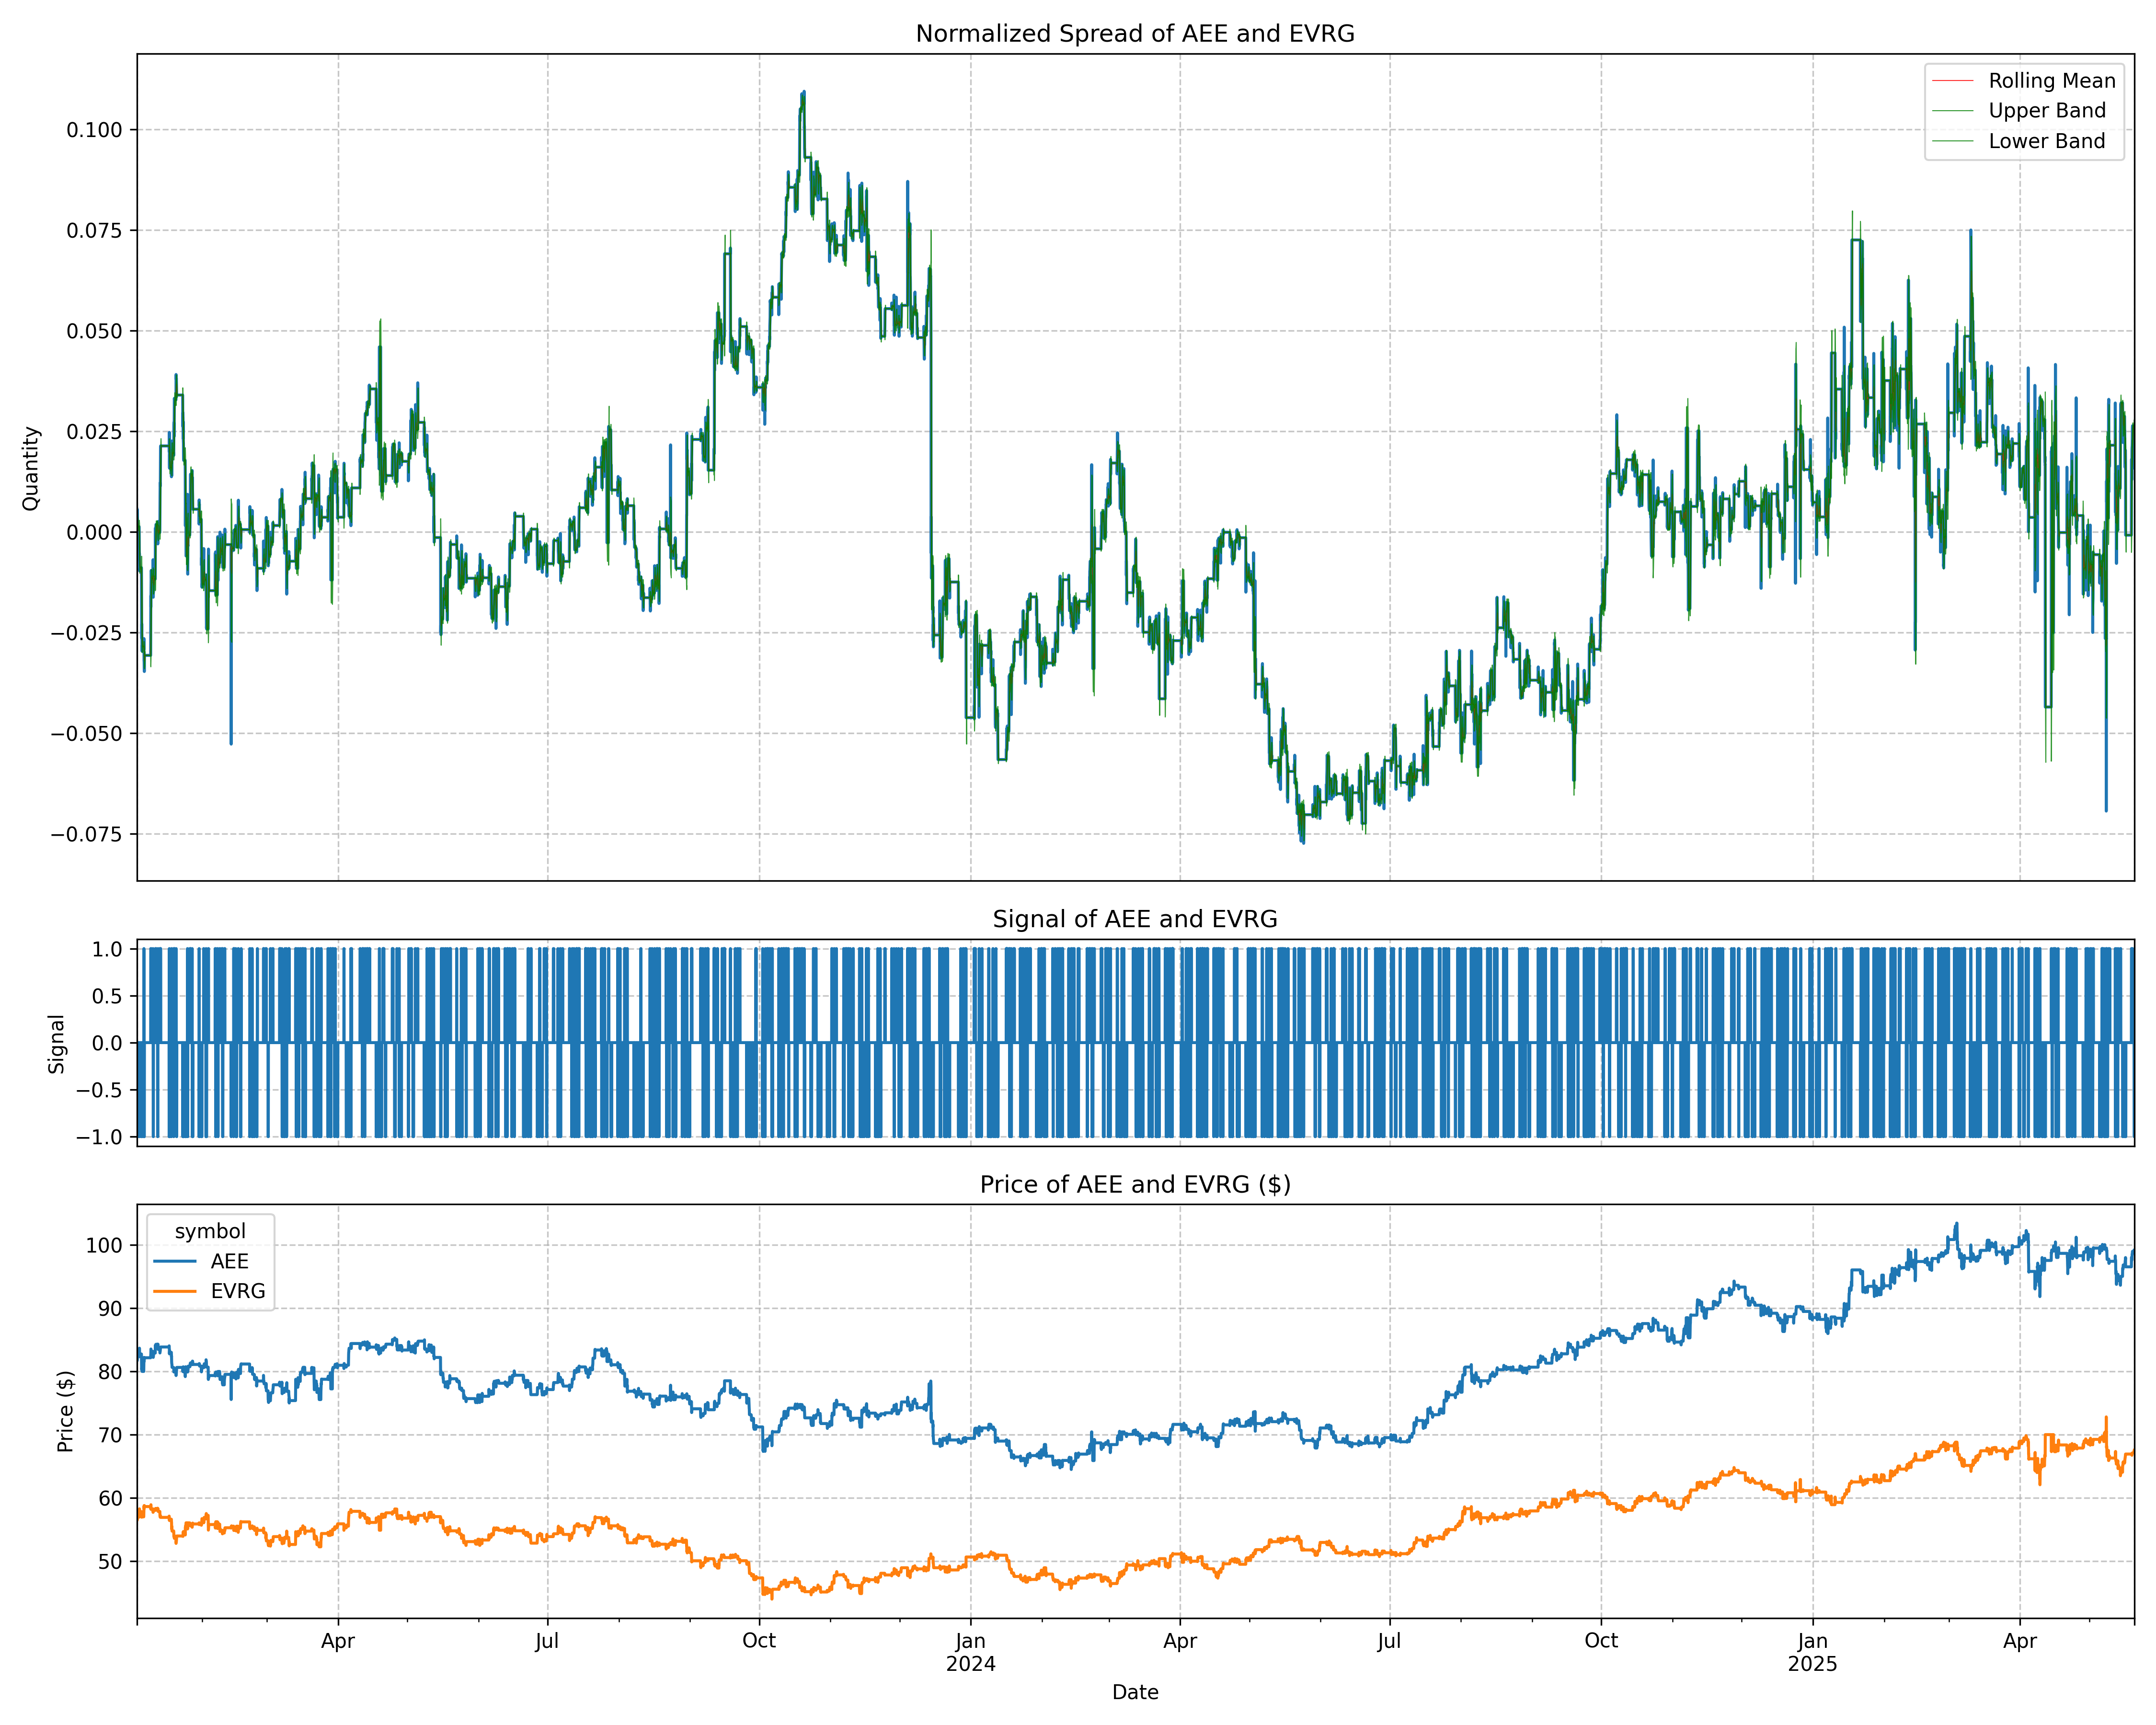 Normalized Spread of AEE and EVRG
Rolling Mean
Upper Band
Lower Band
0.100
0.075
0.050
0.025
0.000
−0.025
−0.050
−0.075
Quantity
Signal of AEE and EVRG
1.0
0.5
0.0
−0.5
−1.0
Signal
Price of AEE and EVRG ($)
symbol
AEE
EVRG
100
90
80
70
60
50
Price ($)
Apr Jul Oct Jan Apr Jul Oct Jan Apr
2024 2025
Date